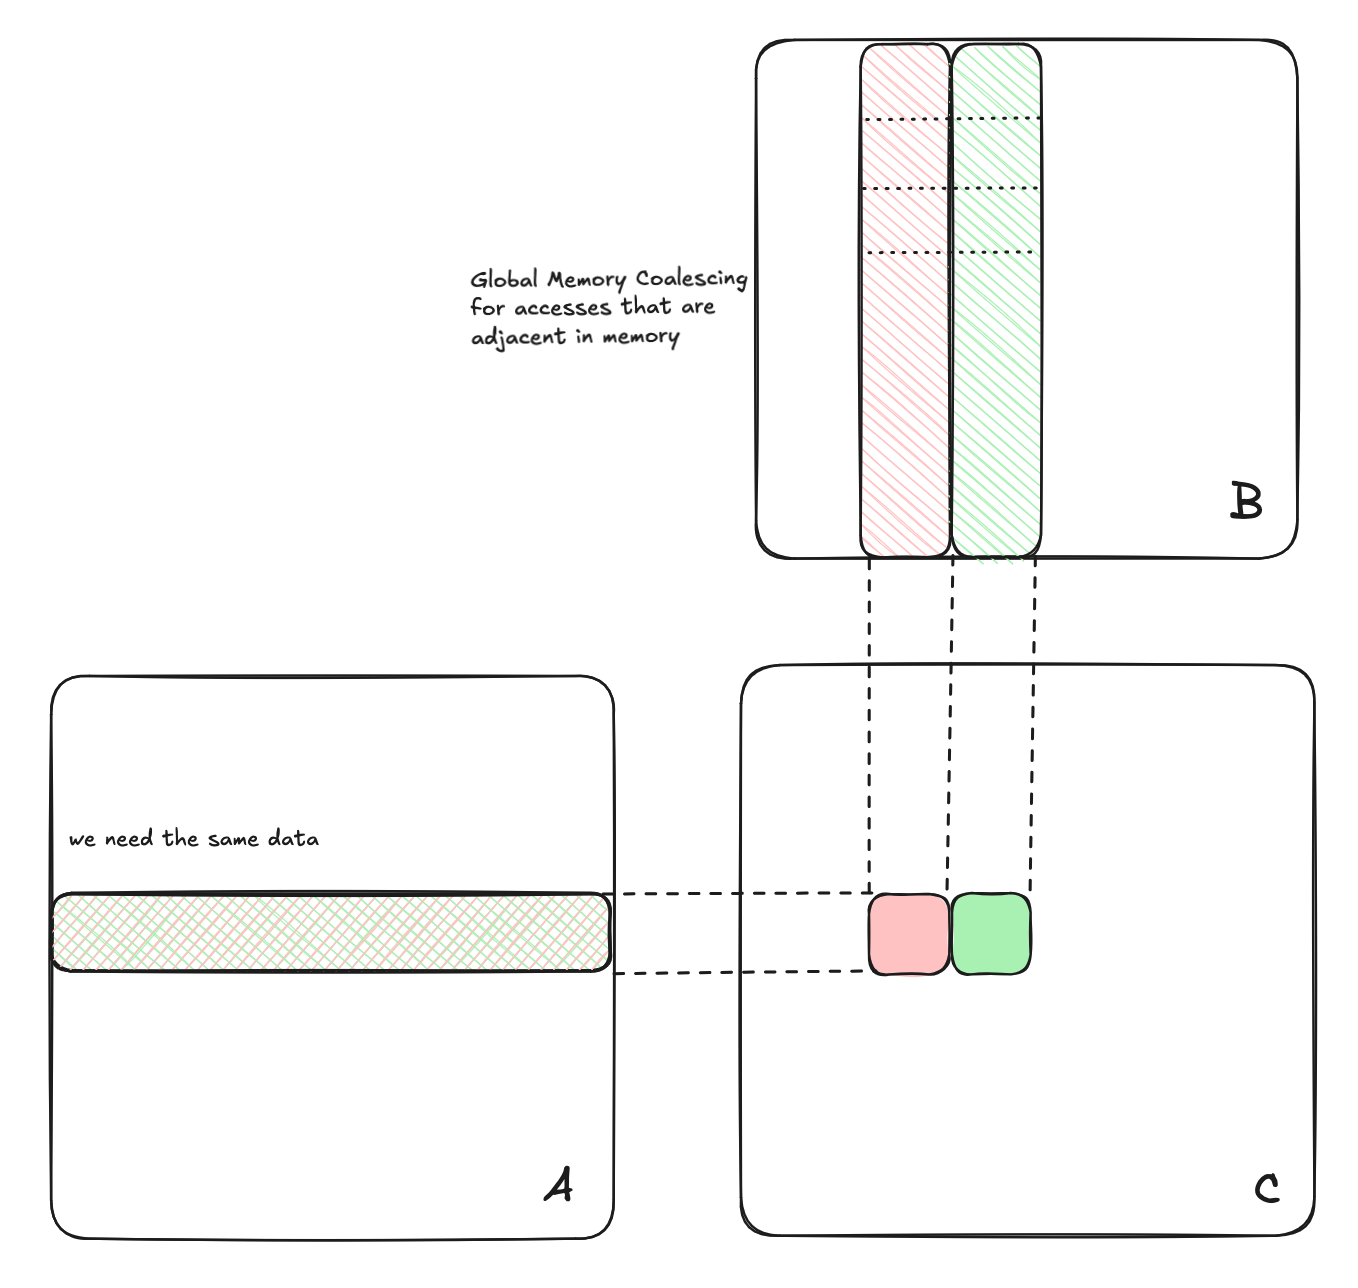 Global Memory Coalescing
for accesses that are
adjacent in memory
B
we need the same data
A
C